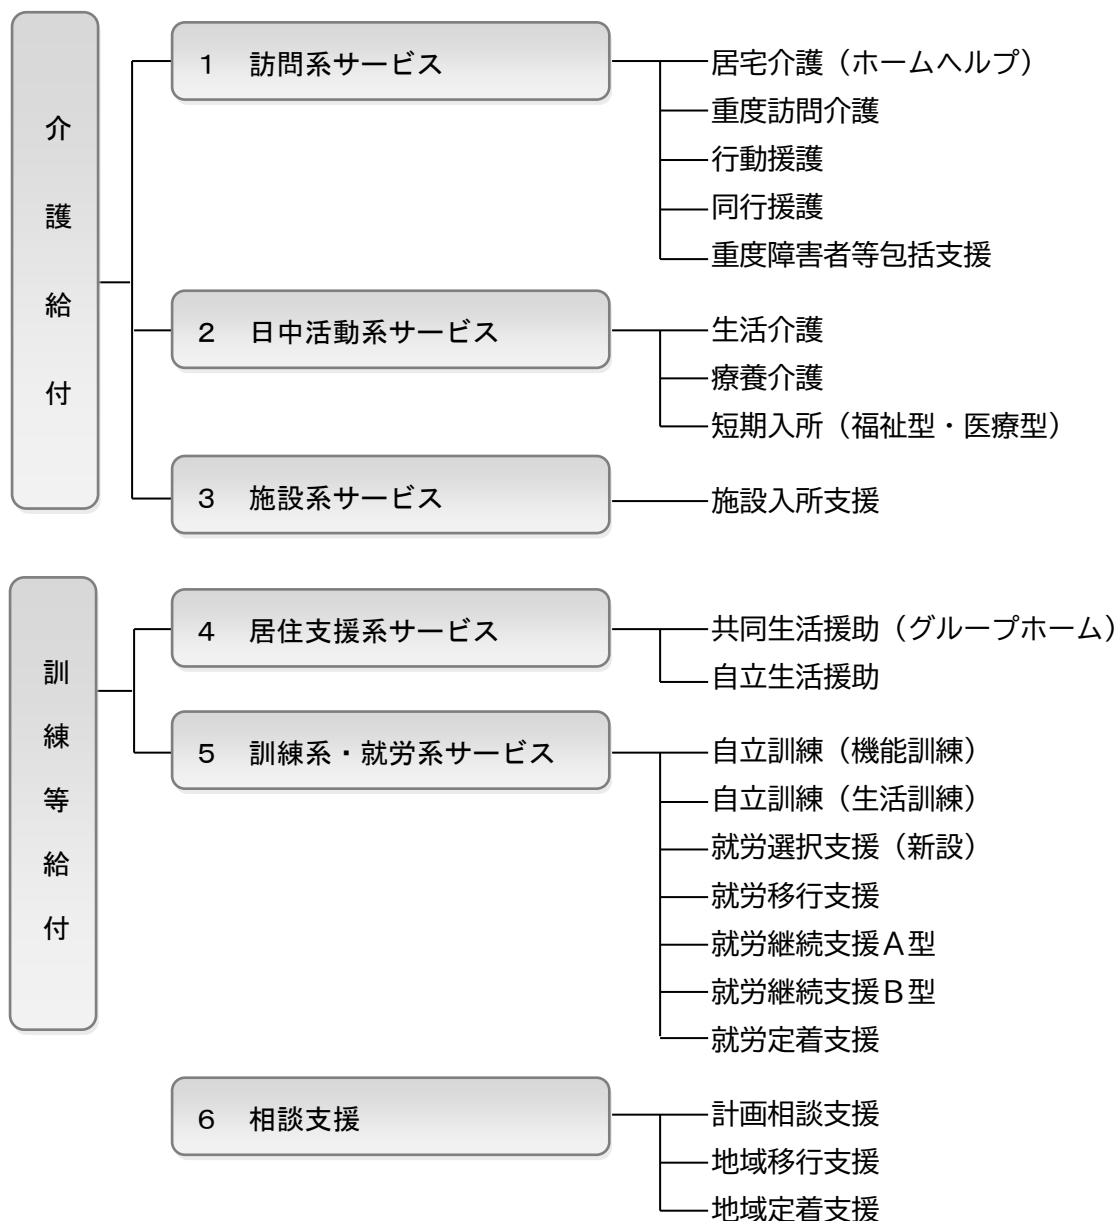 介護給付
1 訪問系サービス
居宅介護（ホームヘルプ）
重度訪問介護
行動援護
同行援護
重度障害者等包括支援
2 日中活動系サービス
生活介護
療養介護
短期入所（福祉型・医療型）
3 施設系サービス
施設入所支援
訓練等給付
4 居住支援系サービス
共同生活援助（グループホーム）
自立生活援助
5 訓練系・就労系サービス
自立訓練（機能訓練）
自立訓練（生活訓練）
就労選択支援（新設）
就労移行支援
就労継続支援Ａ型
就労継続支援Ｂ型
就労定着支援
6 相談支援
計画相談支援
地域移行支援
地域定着支援